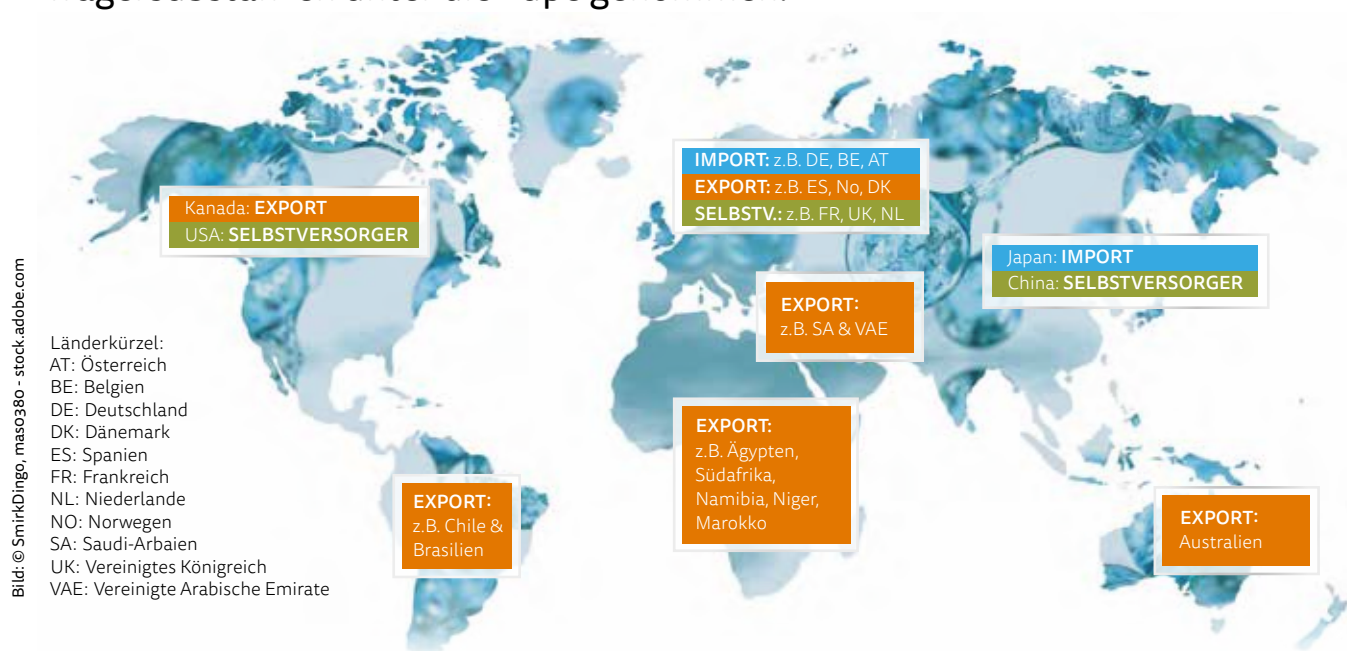 Kanada: EXPORT
USA: SELBSTVERSORGER
IMPORT: z.B. DE, BE, AT
EXPORT: z.B. ES, No, DK
SELBSTV.: z.B. FR, UK, NL
Japan: IMPORT
China: SELBSTVERSORGER
EXPORT:
z.B. SA & VAE
EXPORT:
z.B. Ägypten,
Südafrika,
Namibia, Niger,
Marokko
EXPORT:
z.B. Chile &
Brasilien
EXPORT:
Australien
Länderkürzel:
AT: Österreich
BE: Belgien
DE: Deutschland
DK: Dänemark
ES: Spanien
FR: Frankreich
NL: Niederlande
NO: Norwegen
SA: Saudi-Arbaien
UK: Vereinigtes Königreich
VAE: Vereinigte Arabische Emirate
Bild: © SmirkDingo, maso380 - stock.adobe.com